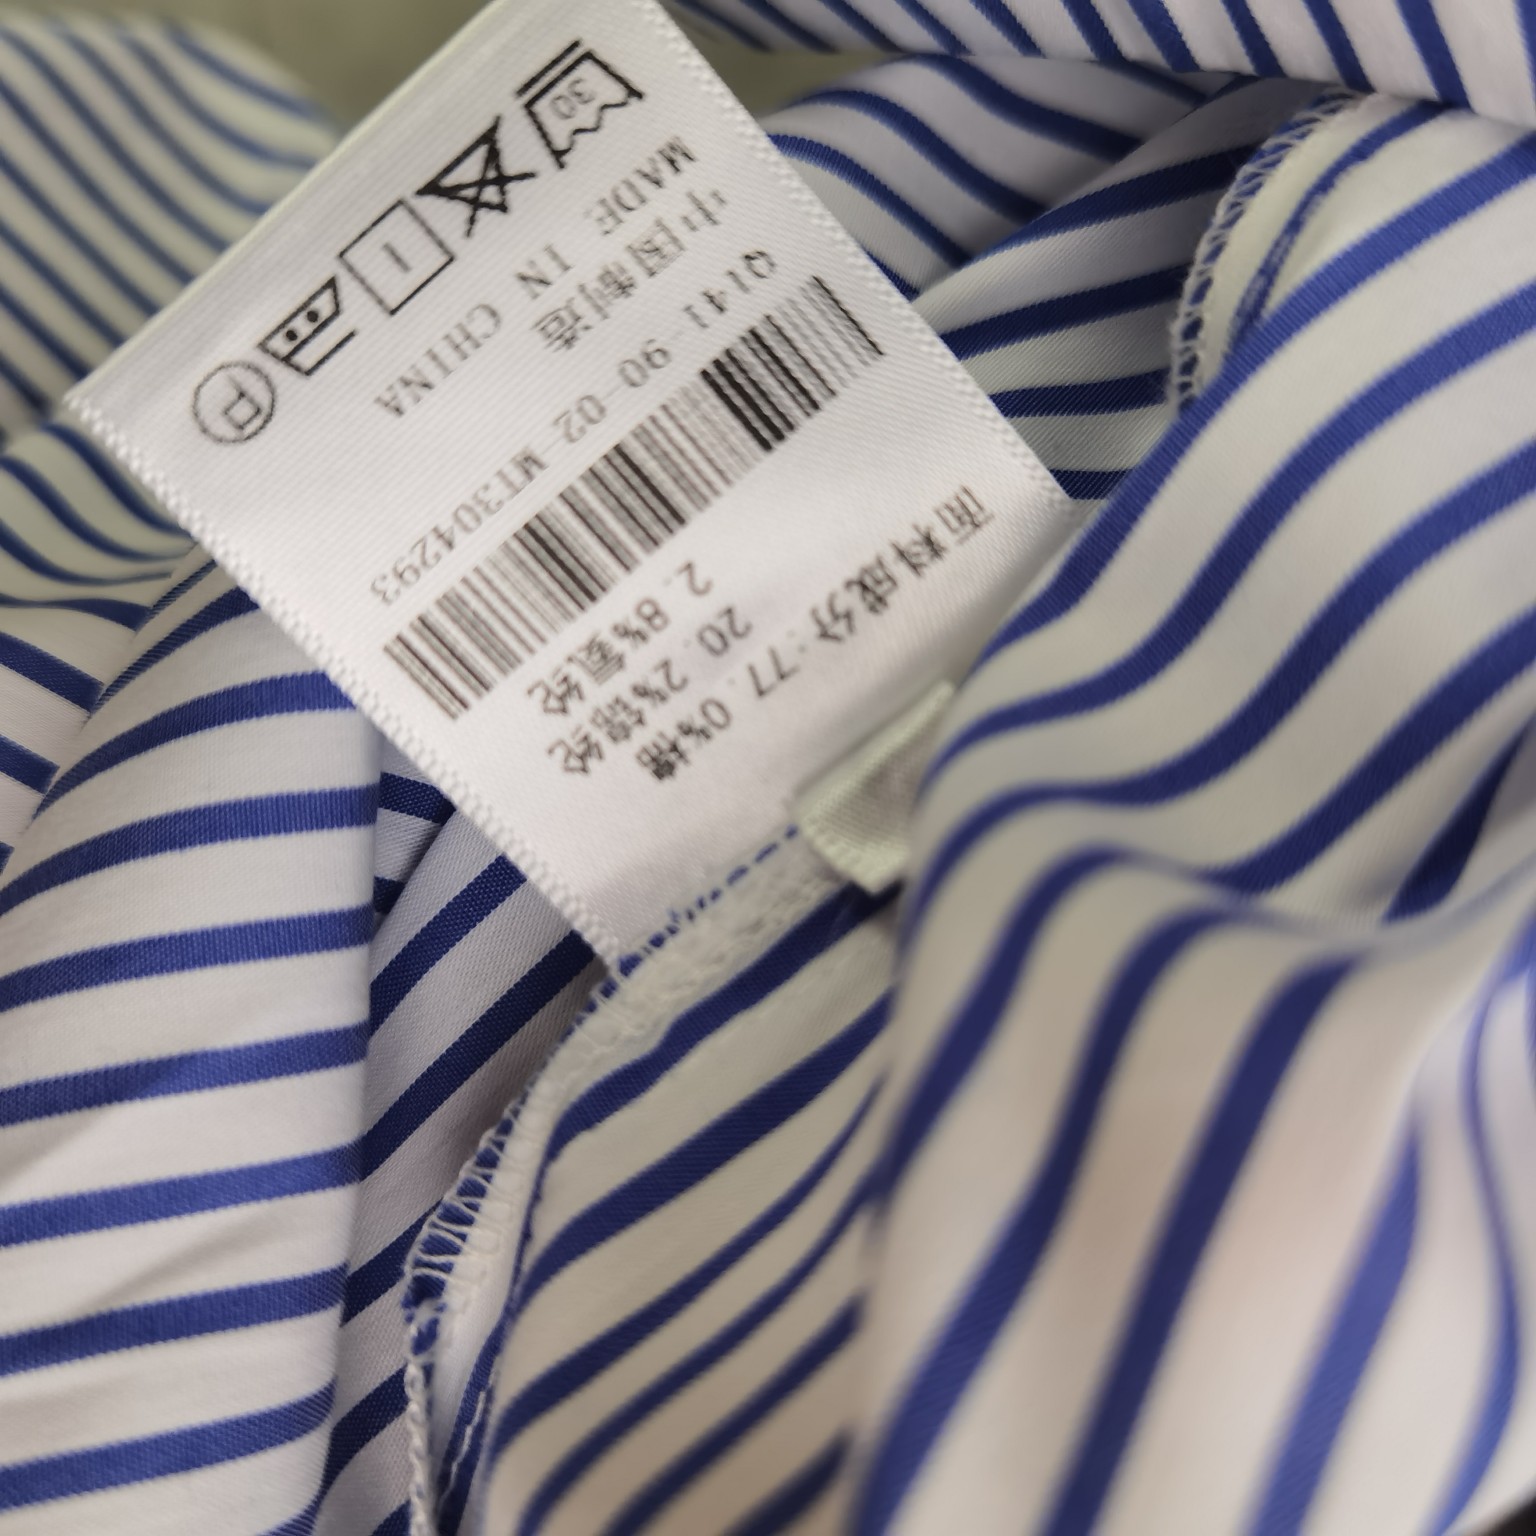 面料成分:77.0%棉
20.2%锦纶
2.8%氨纶
Q141-90-02 MT304293
中国制造
MADE IN CHINA
30
P